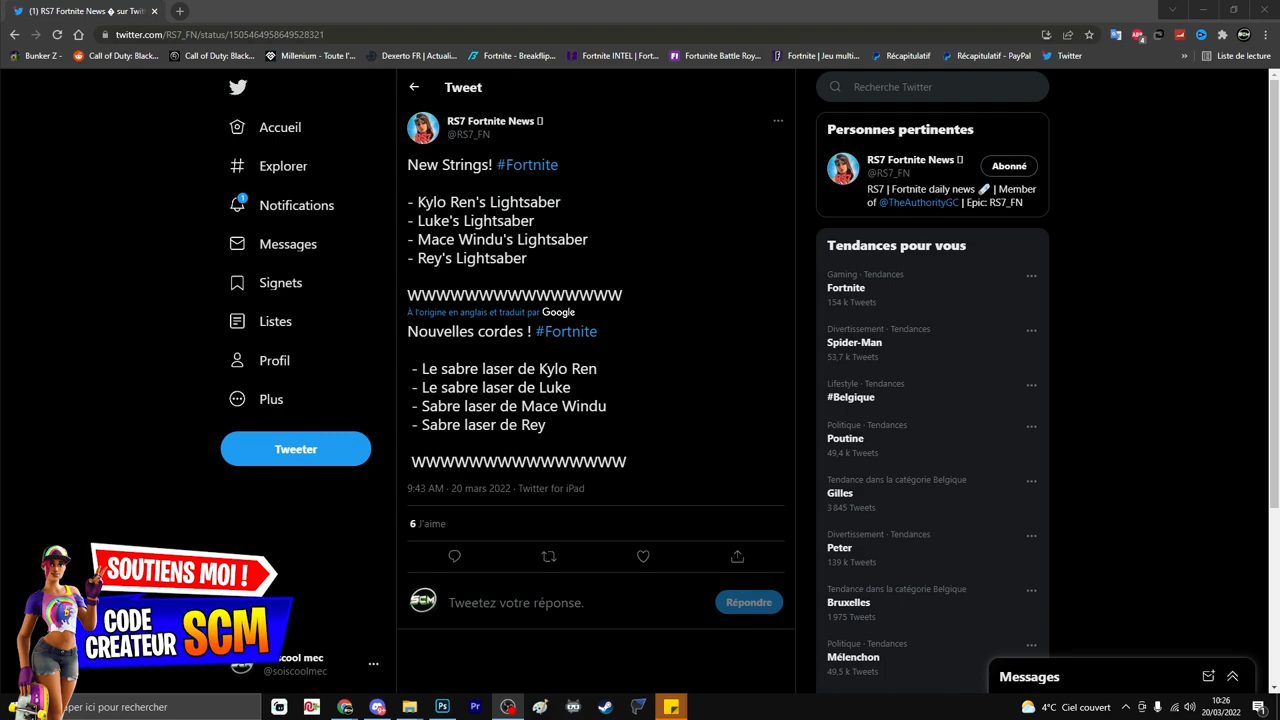 (1) RS7 Fortnite News � sur Twit
twitter.com/RS7_FN/status/1505464958649528321
Bunker Z -
Call of Duty: Black...
Call of Duty: Black...
Millenium - Toute l'i...
Dexerto FR | Actuali...
Fortnite - Breakflip...
Fortnite INTEL | Fort...
Fortunite Battle Roy...
Fortnite | Jeu multi...
Récapitulatif
Récapitulatif - PayPal
Twitter
»
Liste de lecture
Accueil
Explorer
1
Notifications
Messages
Signets
Listes
Profil
Plus
Tweeter
Tweet
RS7 Fortnite News
@RS7_FN
New Strings! #Fortnite
- Kylo Ren's Lightsaber
- Luke's Lightsaber
- Mace Windu's Lightsaber
- Rey's Lightsaber
WWWWWWWWWWWWWWW
À l'origine en anglais et traduit par Google
Nouvelles cordes ! #Fortnite
- Le sabre laser de Kylo Ren
- Le sabre laser de Luke
- Sabre laser de Mace Windu
- Sabre laser de Rey
WWWWWWWWWWWWWWW
9:43 AM · 20 mars 2022 · Twitter for iPad
6 J'aime
SCM
Tweetez votre réponse.
Répondre
Recherche Twitter
Personnes pertinentes
RS7 Fortnite News
@RS7_FN
Abonné
RS7 | Fortnite daily news | Member
of @TheAuthorityGC | Epic: RS7_FN
Tendances pour vous
Gaming · Tendances
Fortnite
154 k Tweets
Divertissement · Tendances
Spider-Man
53,7 k Tweets
Lifestyle · Tendances
#Belgique
Politique · Tendances
Poutine
49,4 k Tweets
Tendance dans la catégorie Belgique
Gilles
3 845 Tweets
Divertissement · Tendances
Peter
139 k Tweets
Tendance dans la catégorie Belgique
Bruxelles
1 975 Tweets
Politique · Tendances
Mélenchon
49,5 k Tweets
Messages
SOUTIENS MOI !
CODE
CREATEUR SCM
scool mec
@soiscoolmec
aper ici pour rechercher
4°C Ciel couvert
10:26
20/03/2022